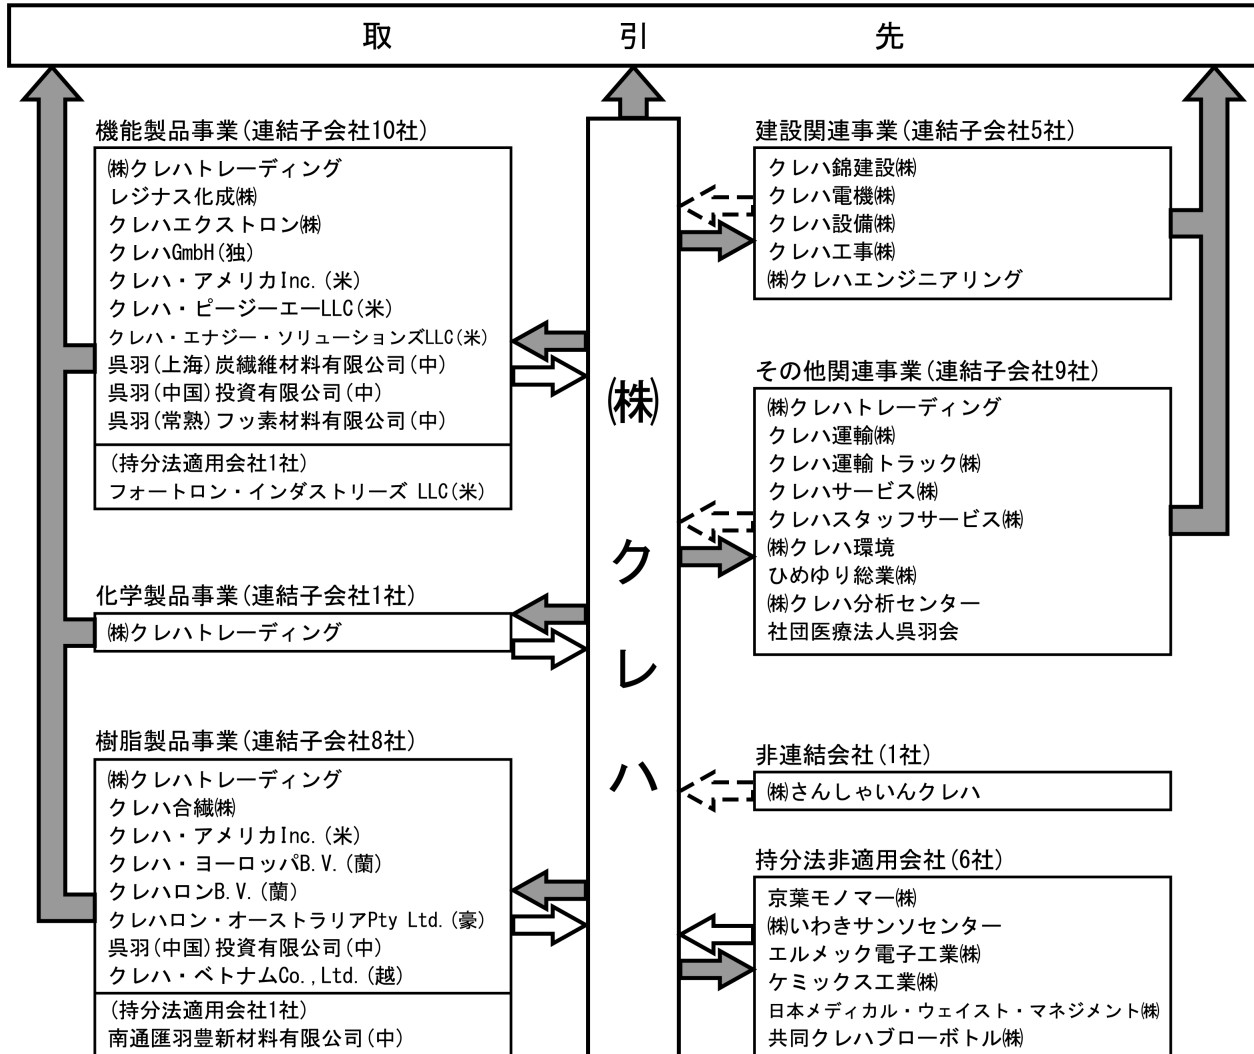 取引先
機能製品事業(連結子会社10社)
㈱クレハトレーディング
レジナス化成㈱
クレハエクストロン㈱
クレハGmbH(独)
クレハ・アメリカInc.(米)
クレハ・ピージーエーLLC(米)
クレハ・エナジー・ソリューションズLLC(米)
呉羽(上海)炭繊維材料有限公司(中)
呉羽(中国)投資有限公司(中)
呉羽(常熟)フッ素材料有限公司(中)
(持分法適用会社1社)
フォートロン・インダストリーズ LLC(米)
化学製品事業(連結子会社1社)
㈱クレハトレーディング
樹脂製品事業(連結子会社8社)
㈱クレハトレーディング
クレハ合繊㈱
クレハ・アメリカInc.(米)
クレハ・ヨーロッパB.V.(蘭)
クレハロンB.V.(蘭)
クレハロン・オーストラリアPty Ltd.(豪)
呉羽(中国)投資有限公司(中)
クレハ・ベトナムCo.,Ltd.(越)
(持分法適用会社1社)
南通匯羽豊新材料有限公司(中)
㈱クレハ
建設関連事業(連結子会社5社)
クレハ錦建設㈱
クレハ電機㈱
クレハ設備㈱
クレハ工事㈱
㈱クレハエンジニアリング
その他関連事業(連結子会社9社)
㈱クレハトレーディング
クレハ運輸㈱
クレハ運輸トラック㈱
クレハサービス㈱
クレハスタッフサービス㈱
㈱クレハ環境
ひめゆり総業㈱
㈱クレハ分析センター
社団医療法人呉羽会
非連結会社(1社)
㈱さんしゃいんクレハ
持分法非適用会社(6社)
京葉モノマー㈱
㈱いわきサンソセンター
エルメック電子工業㈱
ケミックス工業㈱
日本メディカル・ウェイスト・マネジメント㈱
共同クレハブローボトル㈱